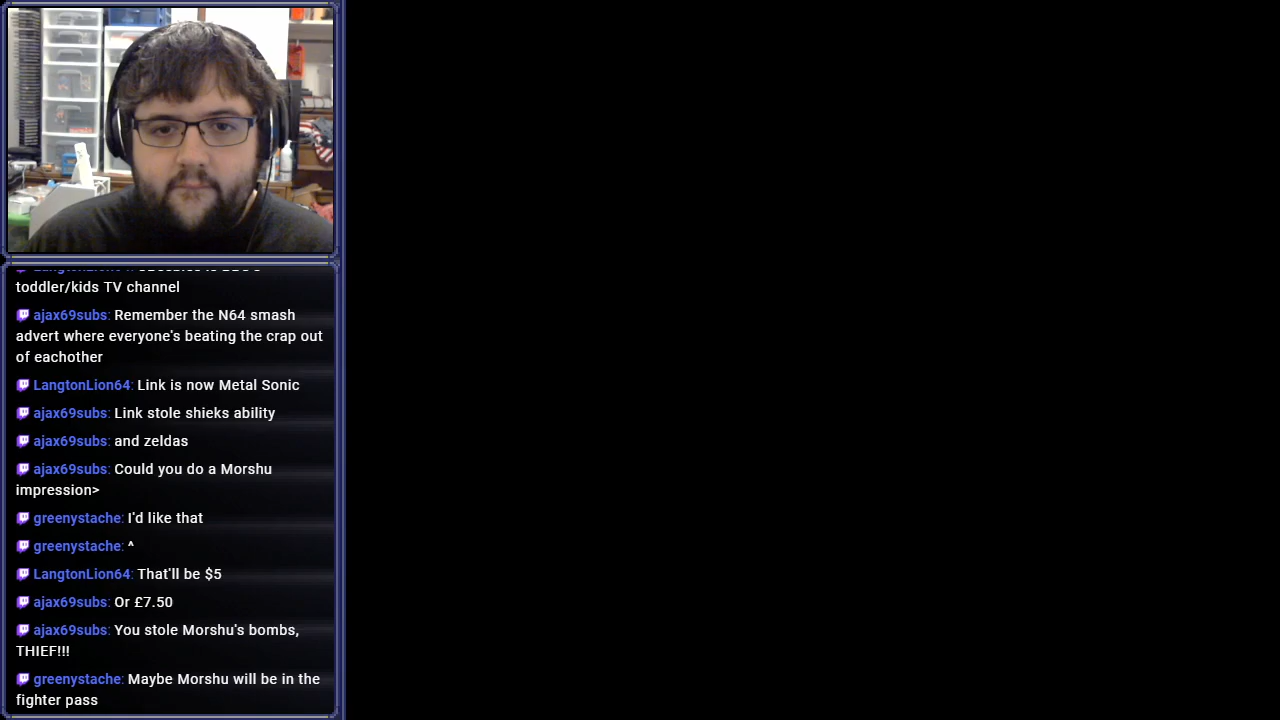 toddler/kids TV channel
ajax69subs: Remember the N64 smash
advert where everyone's beating the crap out
of eachother
LangtonLion64: Link is now Metal Sonic
ajax69subs: Link stole shieks ability
ajax69subs: and zeldas
ajax69subs: Could you do a Morshu
impression>
greenystache: I'd like that
greenystache: ^
LangtonLion64: That'll be $5
ajax69subs: Or £7.50
ajax69subs: You stole Morshu's bombs,
THIEF!!!
greenystache: Maybe Morshu will be in the
fighter pass